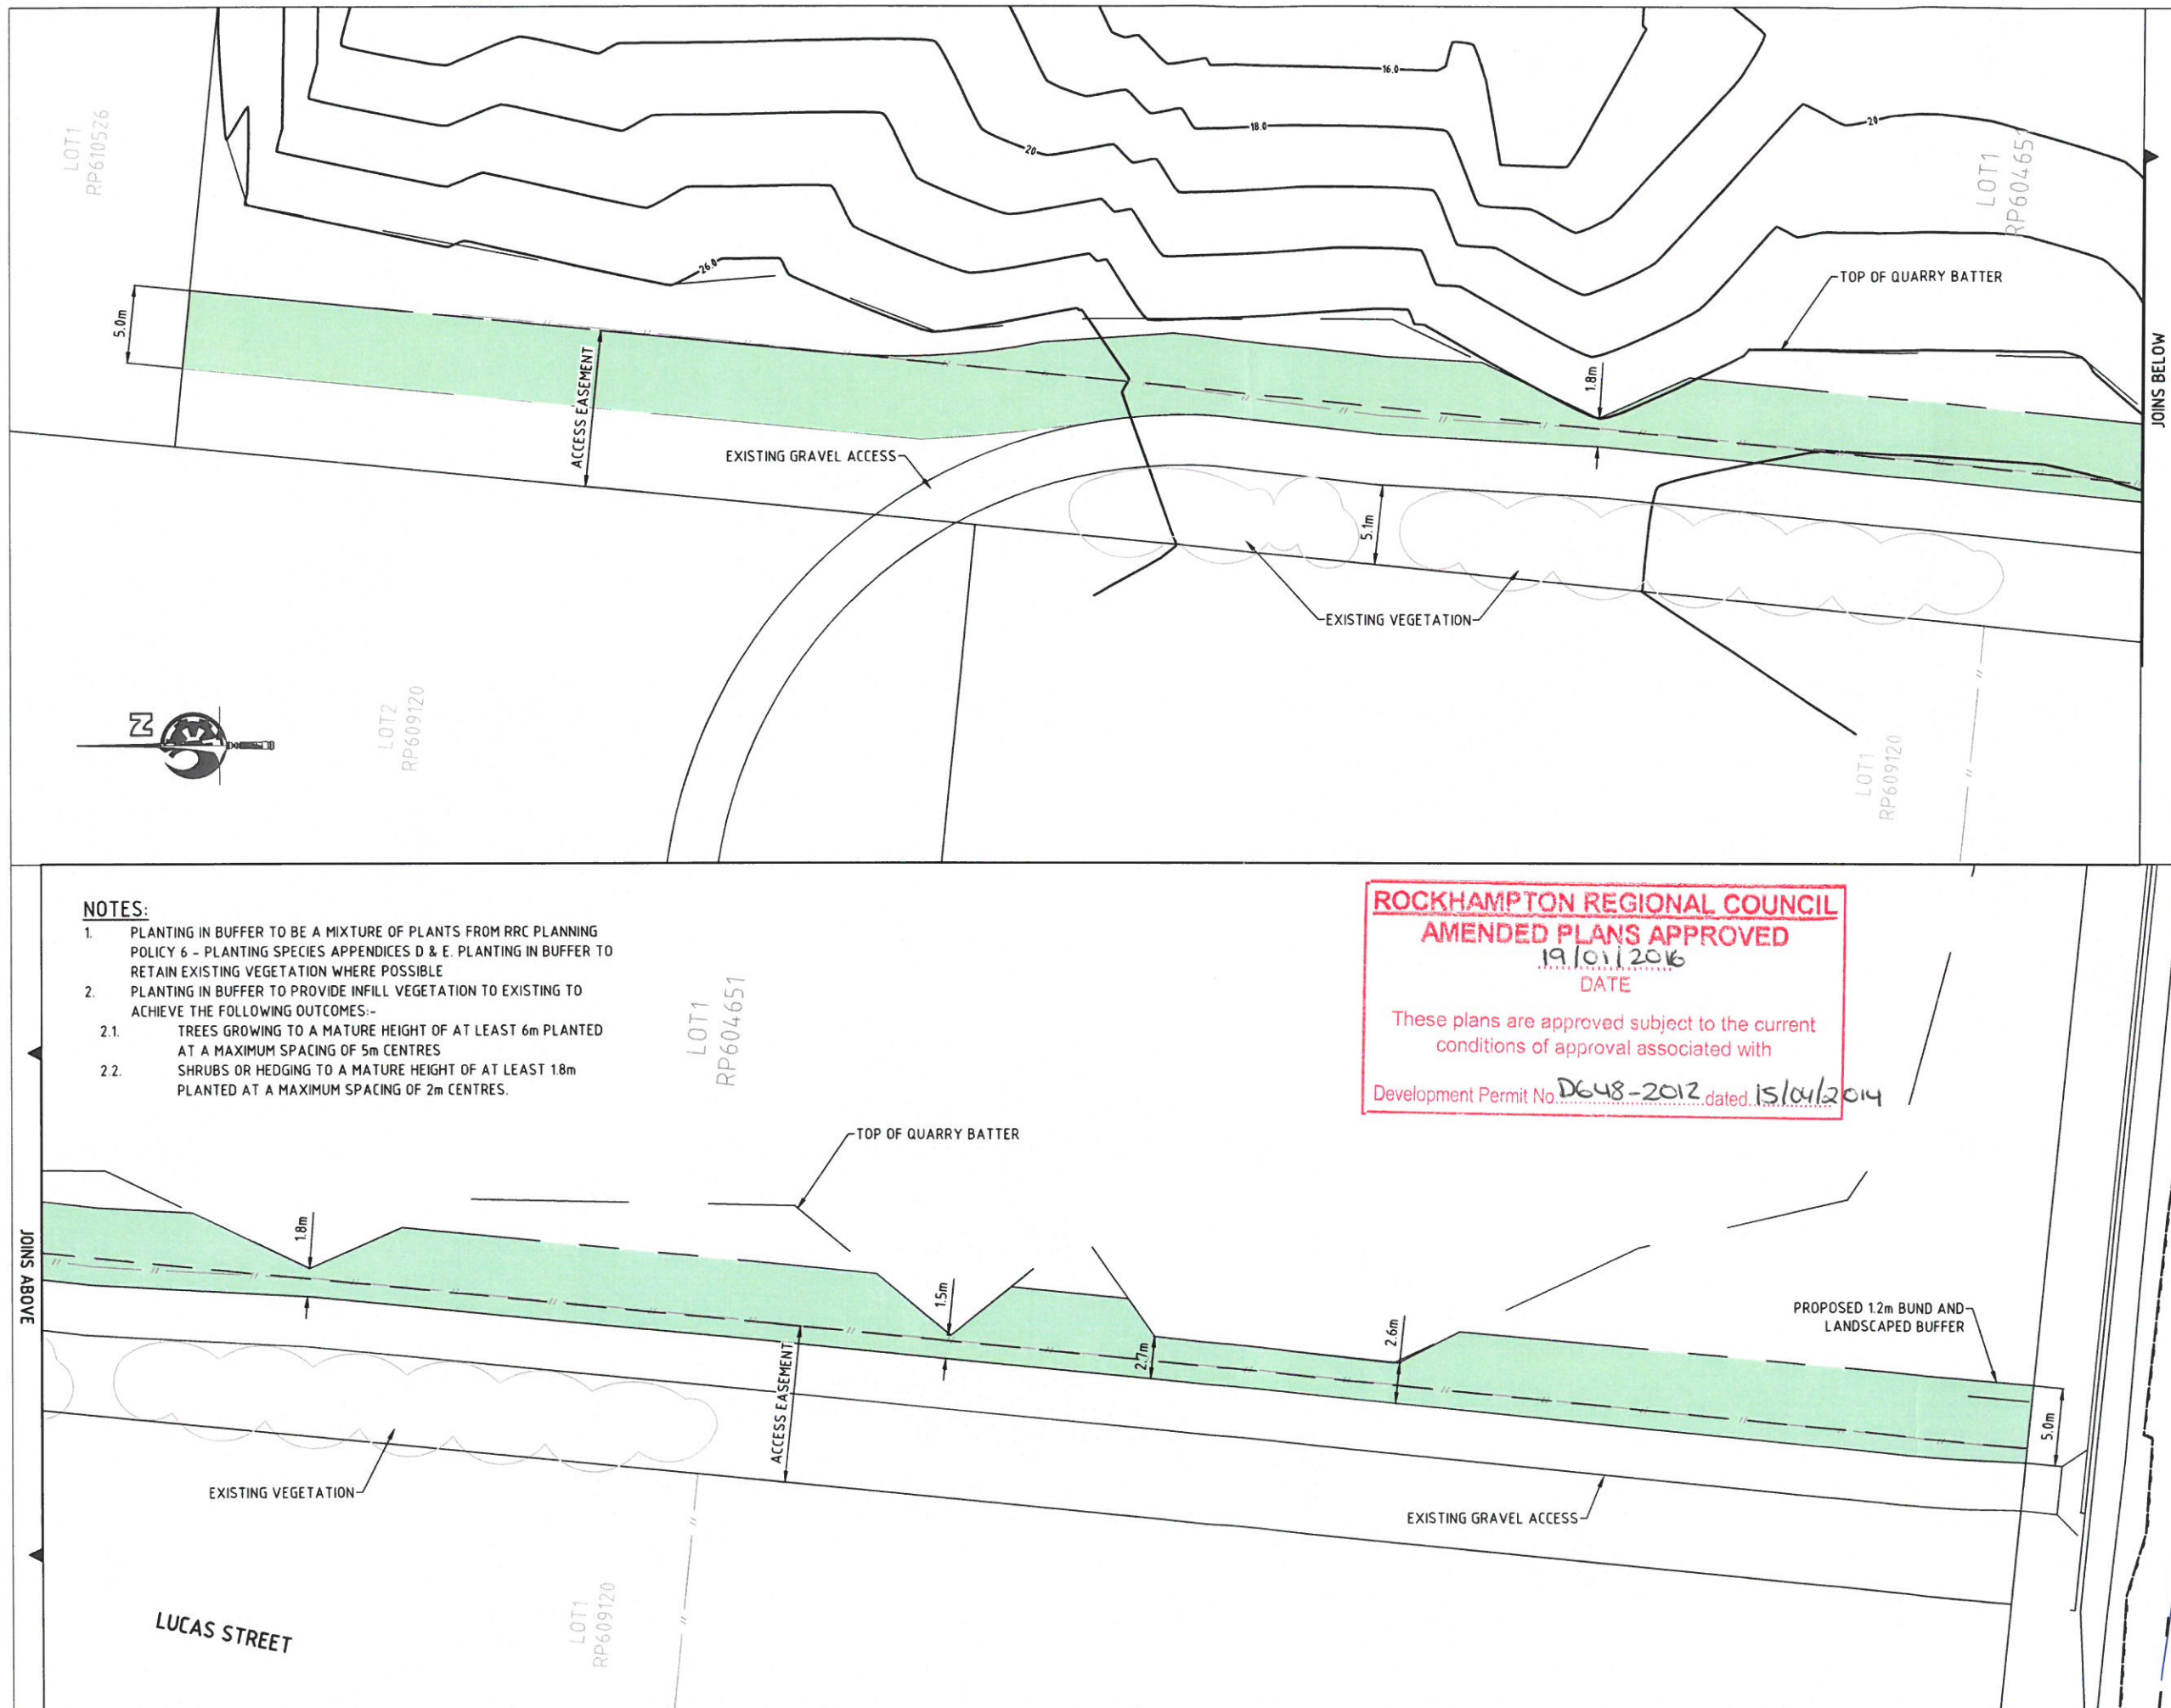 LOT1
RP610526
16.0
18.0
20
20
LOT1
RP604651
26.0
TOP OF QUARRY BATTER
5.0m
ACCESS EASEMENT
1.8m
JOINS BELOW
EXISTING GRAVEL ACCESS
5.1m
EXISTING VEGETATION
N
LOT2
RP609120
LOT1
RP609120
NOTES:
1. PLANTING IN BUFFER TO BE A MIXTURE OF PLANTS FROM RRC PLANNING
POLICY 6 - PLANTING SPECIES APPENDICES D & E. PLANTING IN BUFFER TO
RETAIN EXISTING VEGETATION WHERE POSSIBLE
2. PLANTING IN BUFFER TO PROVIDE INFILL VEGETATION TO EXISTING TO
ACHIEVE THE FOLLOWING OUTCOMES:-
2.1. TREES GROWING TO A MATURE HEIGHT OF AT LEAST 6m PLANTED
AT A MAXIMUM SPACING OF 5m CENTRES
2.2. SHRUBS OR HEDGING TO A MATURE HEIGHT OF AT LEAST 1.8m
PLANTED AT A MAXIMUM SPACING OF 2m CENTRES.
LOT1
RP604651
ROCKHAMPTON REGIONAL COUNCIL
AMENDED PLANS APPROVED
19/01/2016
DATE
These plans are approved subject to the current
conditions of approval associated with
Development Permit No. D648-2012 dated 15/04/2014
TOP OF QUARRY BATTER
JOINS ABOVE
1.8m
1.5m
2.7m
2.6m
PROPOSED 1.2m BUND AND
LANDSCAPED BUFFER
ACCESS EASEMENT
5.0m
EXISTING VEGETATION
EXISTING GRAVEL ACCESS
LUCAS STREET
LOT1
RP609120